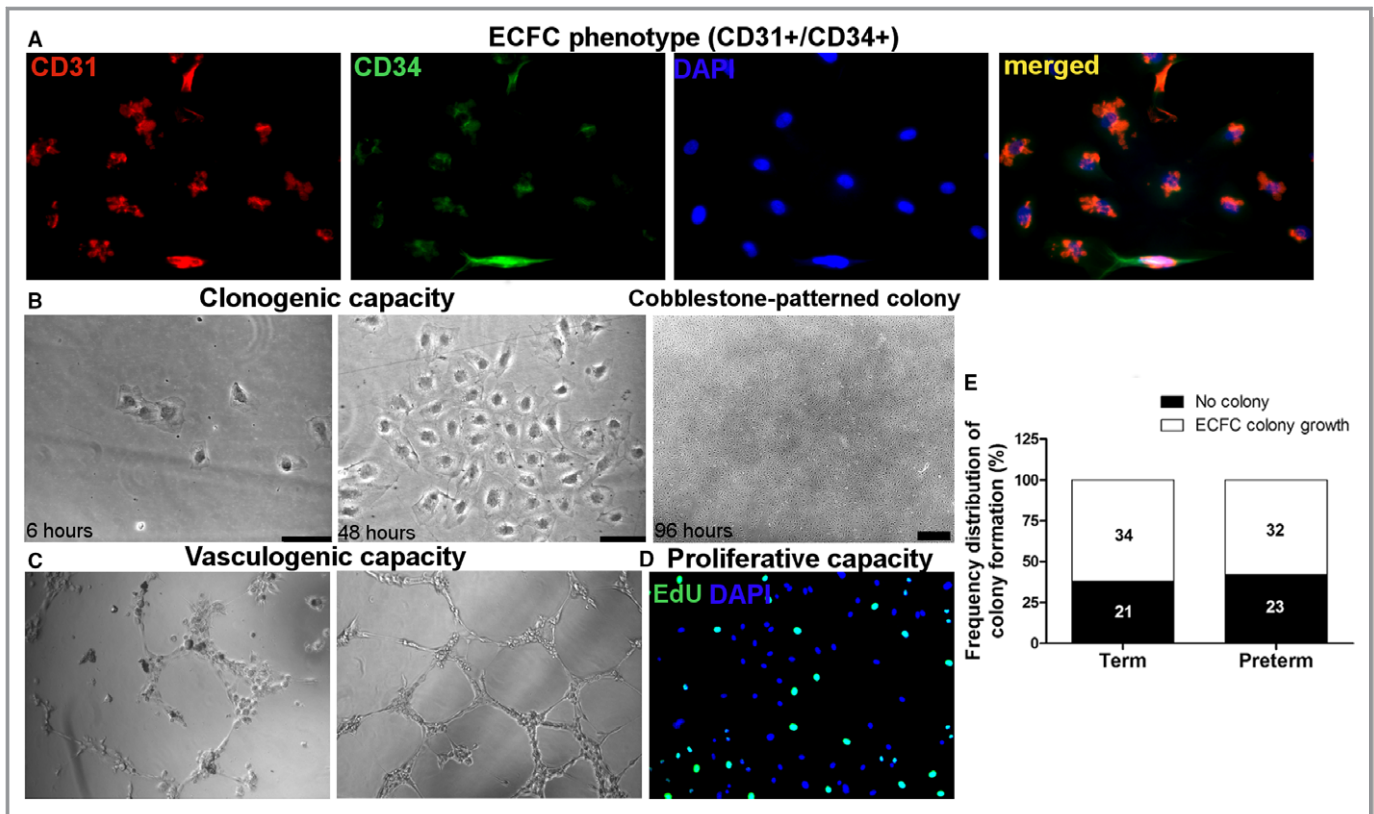 A
ECFC phenotype (CD31+/CD34+)
CD31
CD34
DAPI
merged
B
Clonogenic capacity
Cobblestone-patterned colony
6 hours
48 hours
96 hours
C
Vasculogenic capacity
D
Proliferative capacity
EdU DAPI
E
No colony
ECFC colony growth
Frequency distribution of
colony formation (%)
125
100
75
50
25
0
34
21
32
23
Term
Preterm